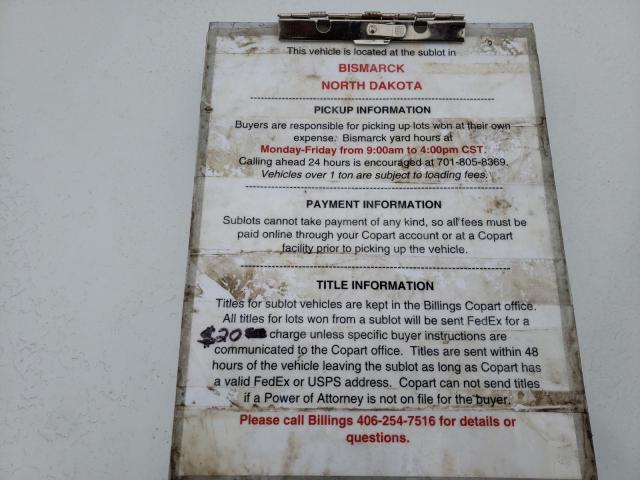 This vehicle is located at the sublot in
BISMARCK
NORTH DAKOTA
PICKUP INFORMATION
Buyers are responsible for picking up lots won at their own
expense. Bismarck yard hours at
Monday-Friday from 9:00am to 4:00pm CST.
Calling ahead 24 hours is encouraged at 701-805-8369.
Vehicles over 1 ton are subject to loading fees.
PAYMENT INFORMATION
Sublots cannot take payment of any kind, so all fees must be
paid online through your Copart account or at a Copart
facility prior to picking up the vehicle.
TITLE INFORMATION
Titles for sublot vehicles are kept in the Billings Copart office.
All titles for lots won from a sublot will be sent FedEx for a
$20 charge unless specific buyer instructions are
communicated to the Copart office. Titles are sent within 48
hours of the vehicle leaving the sublot as long as Copart has
a valid FedEx or USPS address. Copart can not send titles
if a Power of Attorney is not on file for the buyer.
Please call Billings 406-254-7516 for details or
questions.